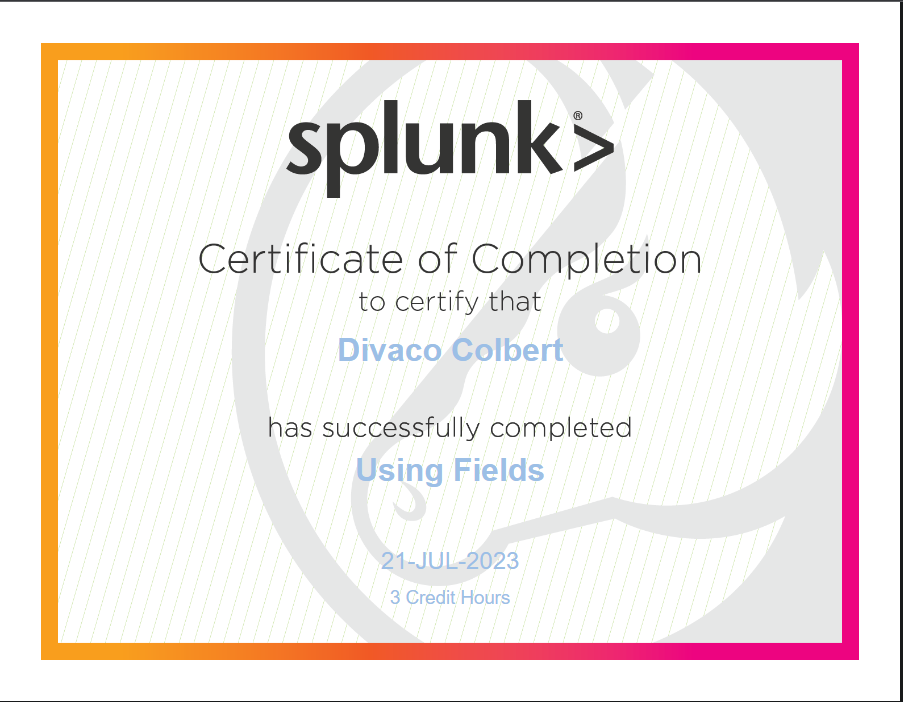 splunk>®
Certificate of Completion
to certify that
Divaco Colbert
has successfully completed
Using Fields
21-JUL-2023
3 Credit Hours